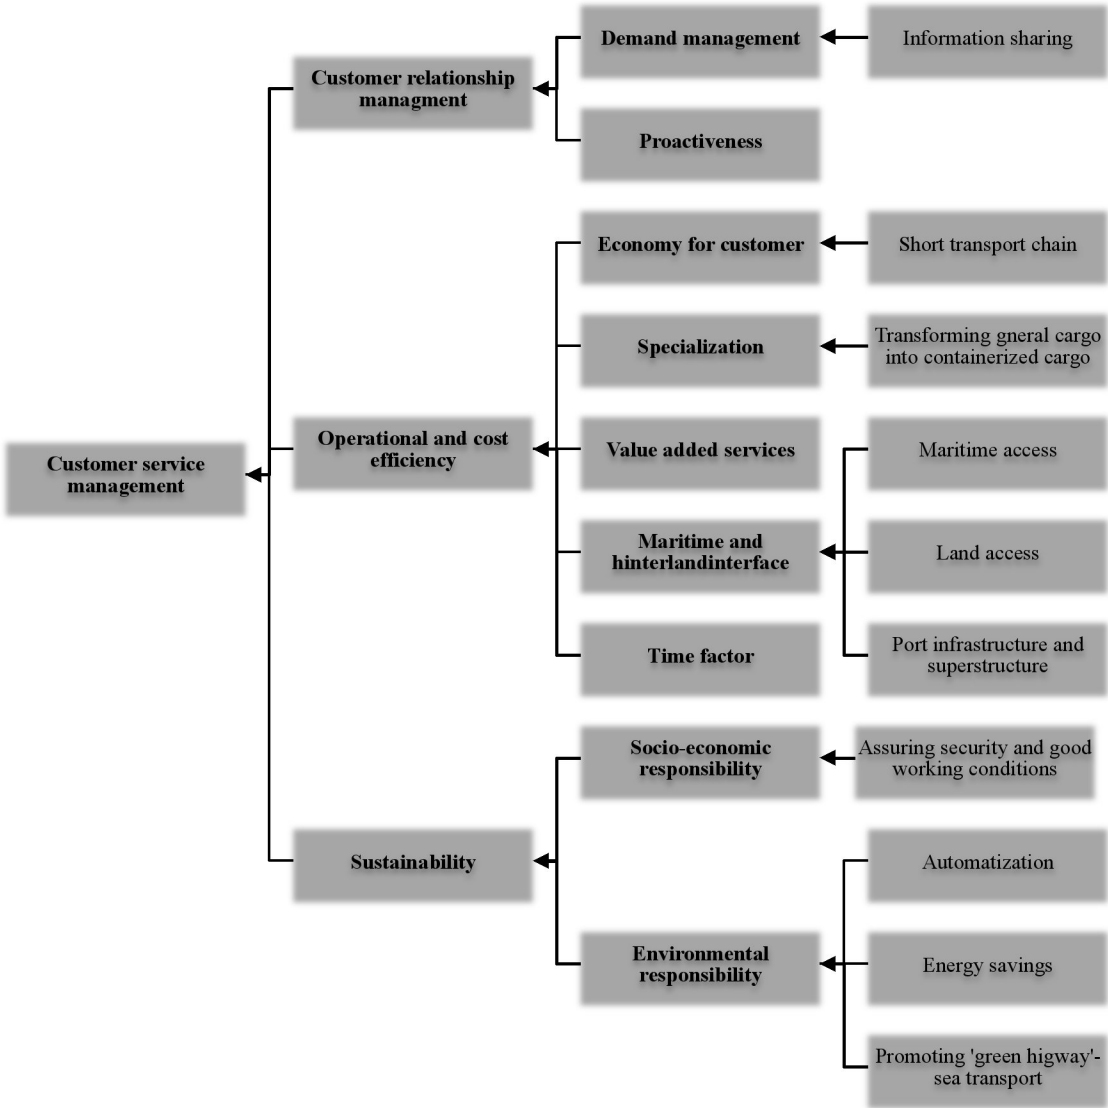 Demand management
Information sharing
Customer relationship
managment
Proactiveness
Economy for customer
Short transport chain
Specialization
Transforming gneral cargo
into containerized cargo
Operational and cost
efficiency
Value added services
Maritime access
Customer service
management
Maritime and
hinterlandinterface
Land access
Time factor
Port infrastructure and
superstructure
Socio-economic
responsibility
Assuring security and good
working conditions
Sustainability
Automatization
Environmental
responsibility
Energy savings
Promoting 'green higway'-
sea transport